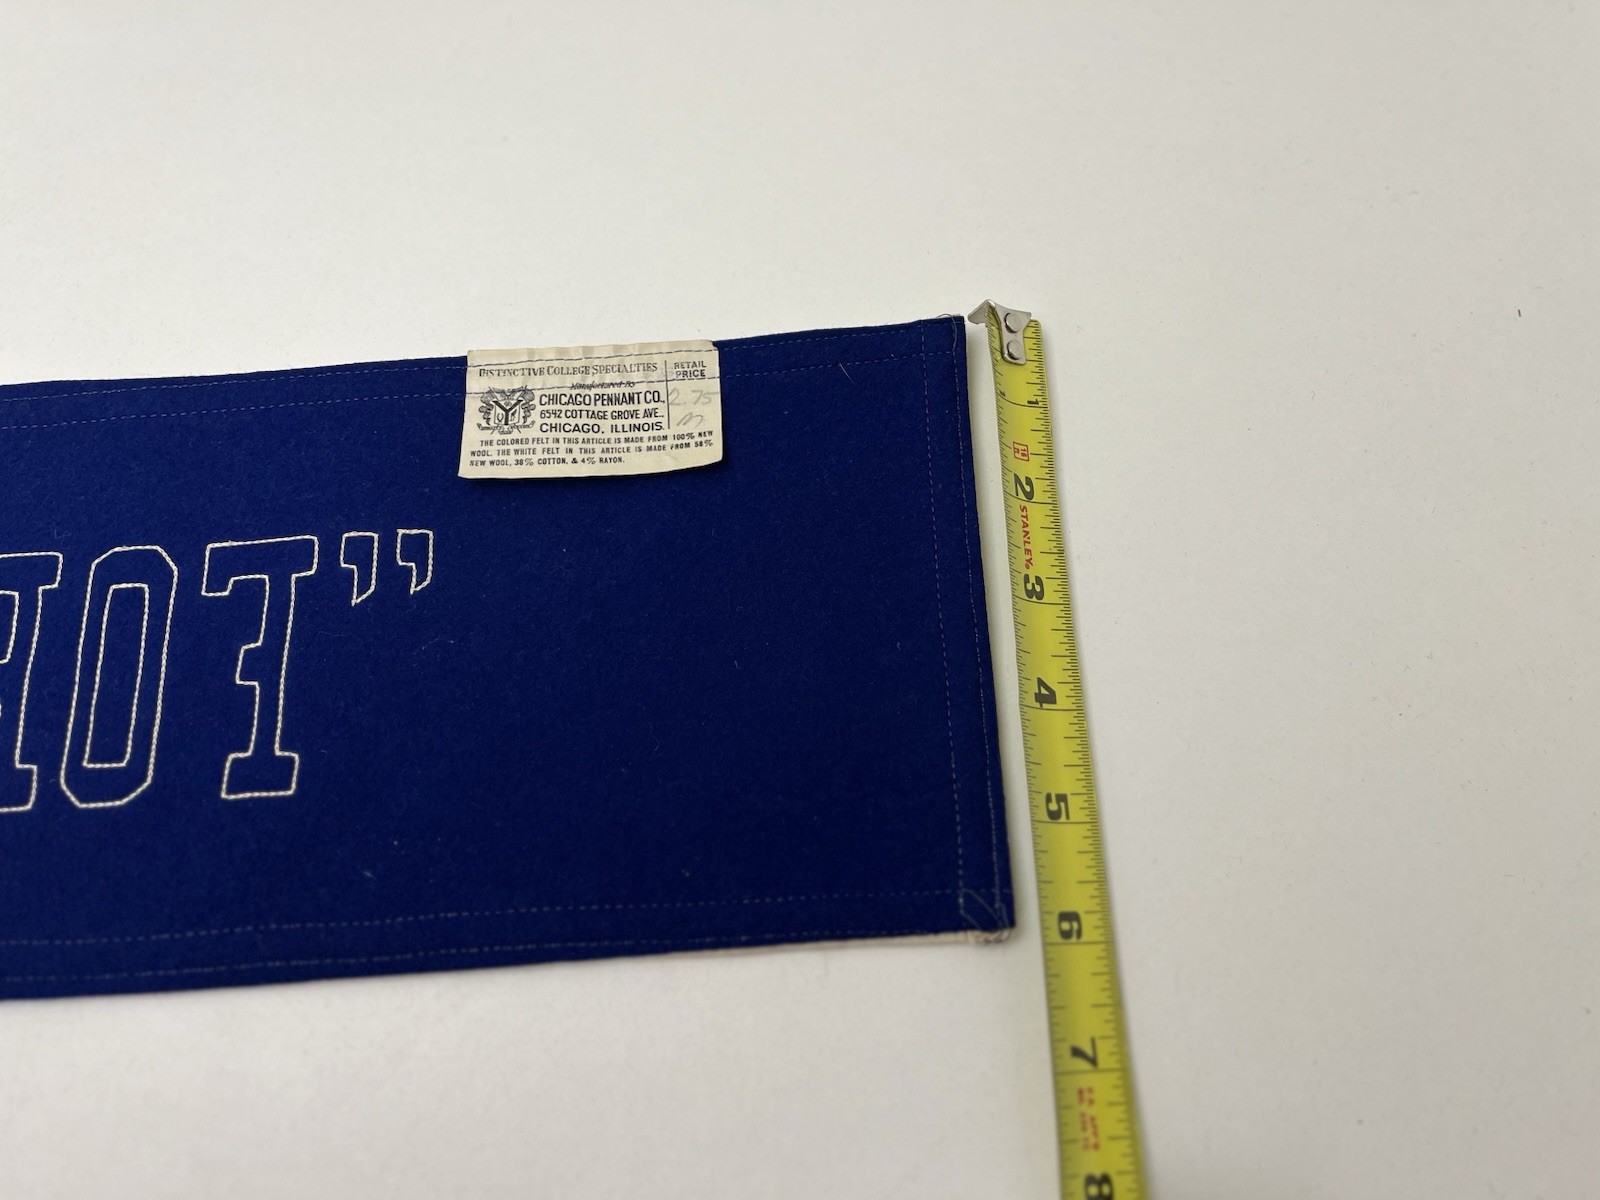 DISTINCTIVE COLLEGE SPECIALTIES
RETAIL
PRICE
Manufactured By
CHICAGO PENNANT CO.
6542 COTTAGE GROVE AVE.
CHICAGO, ILLINOIS
2.75
THE COLORED FELT IN THIS ARTICLE IS MADE FROM 100% NEW
WOOL. THE WHITE FELT IN THIS ARTICLE IS MADE FROM 58%
NEW WOOL, 38% COTTON, & 4% RAYON.
1
2
STANLEY
3
4
5
6
7
8